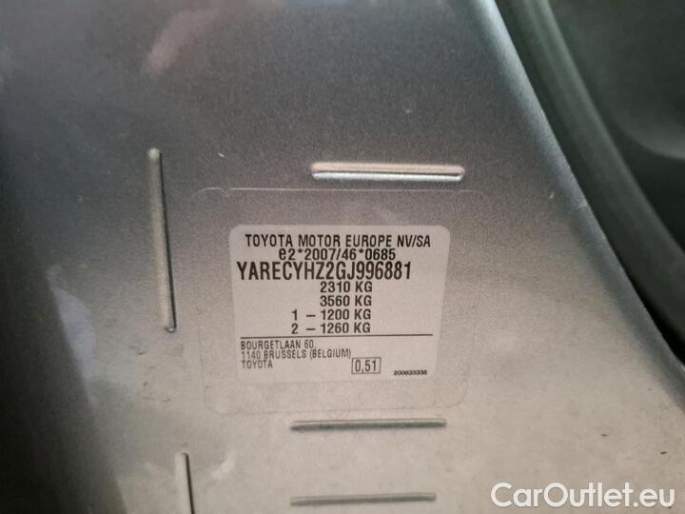 TOYOTA MOTOR EUROPE NV/SA
e2*2007/46*0685
YARECYHZ2GJ996881
2310 KG
3560 KG
1 - 1200 KG
2 - 1260 KG
BOURGETLAAN 60,
1140 BRUSSELS (BELGIUM)
TOYOTA
0,51
CarOutlet.eu